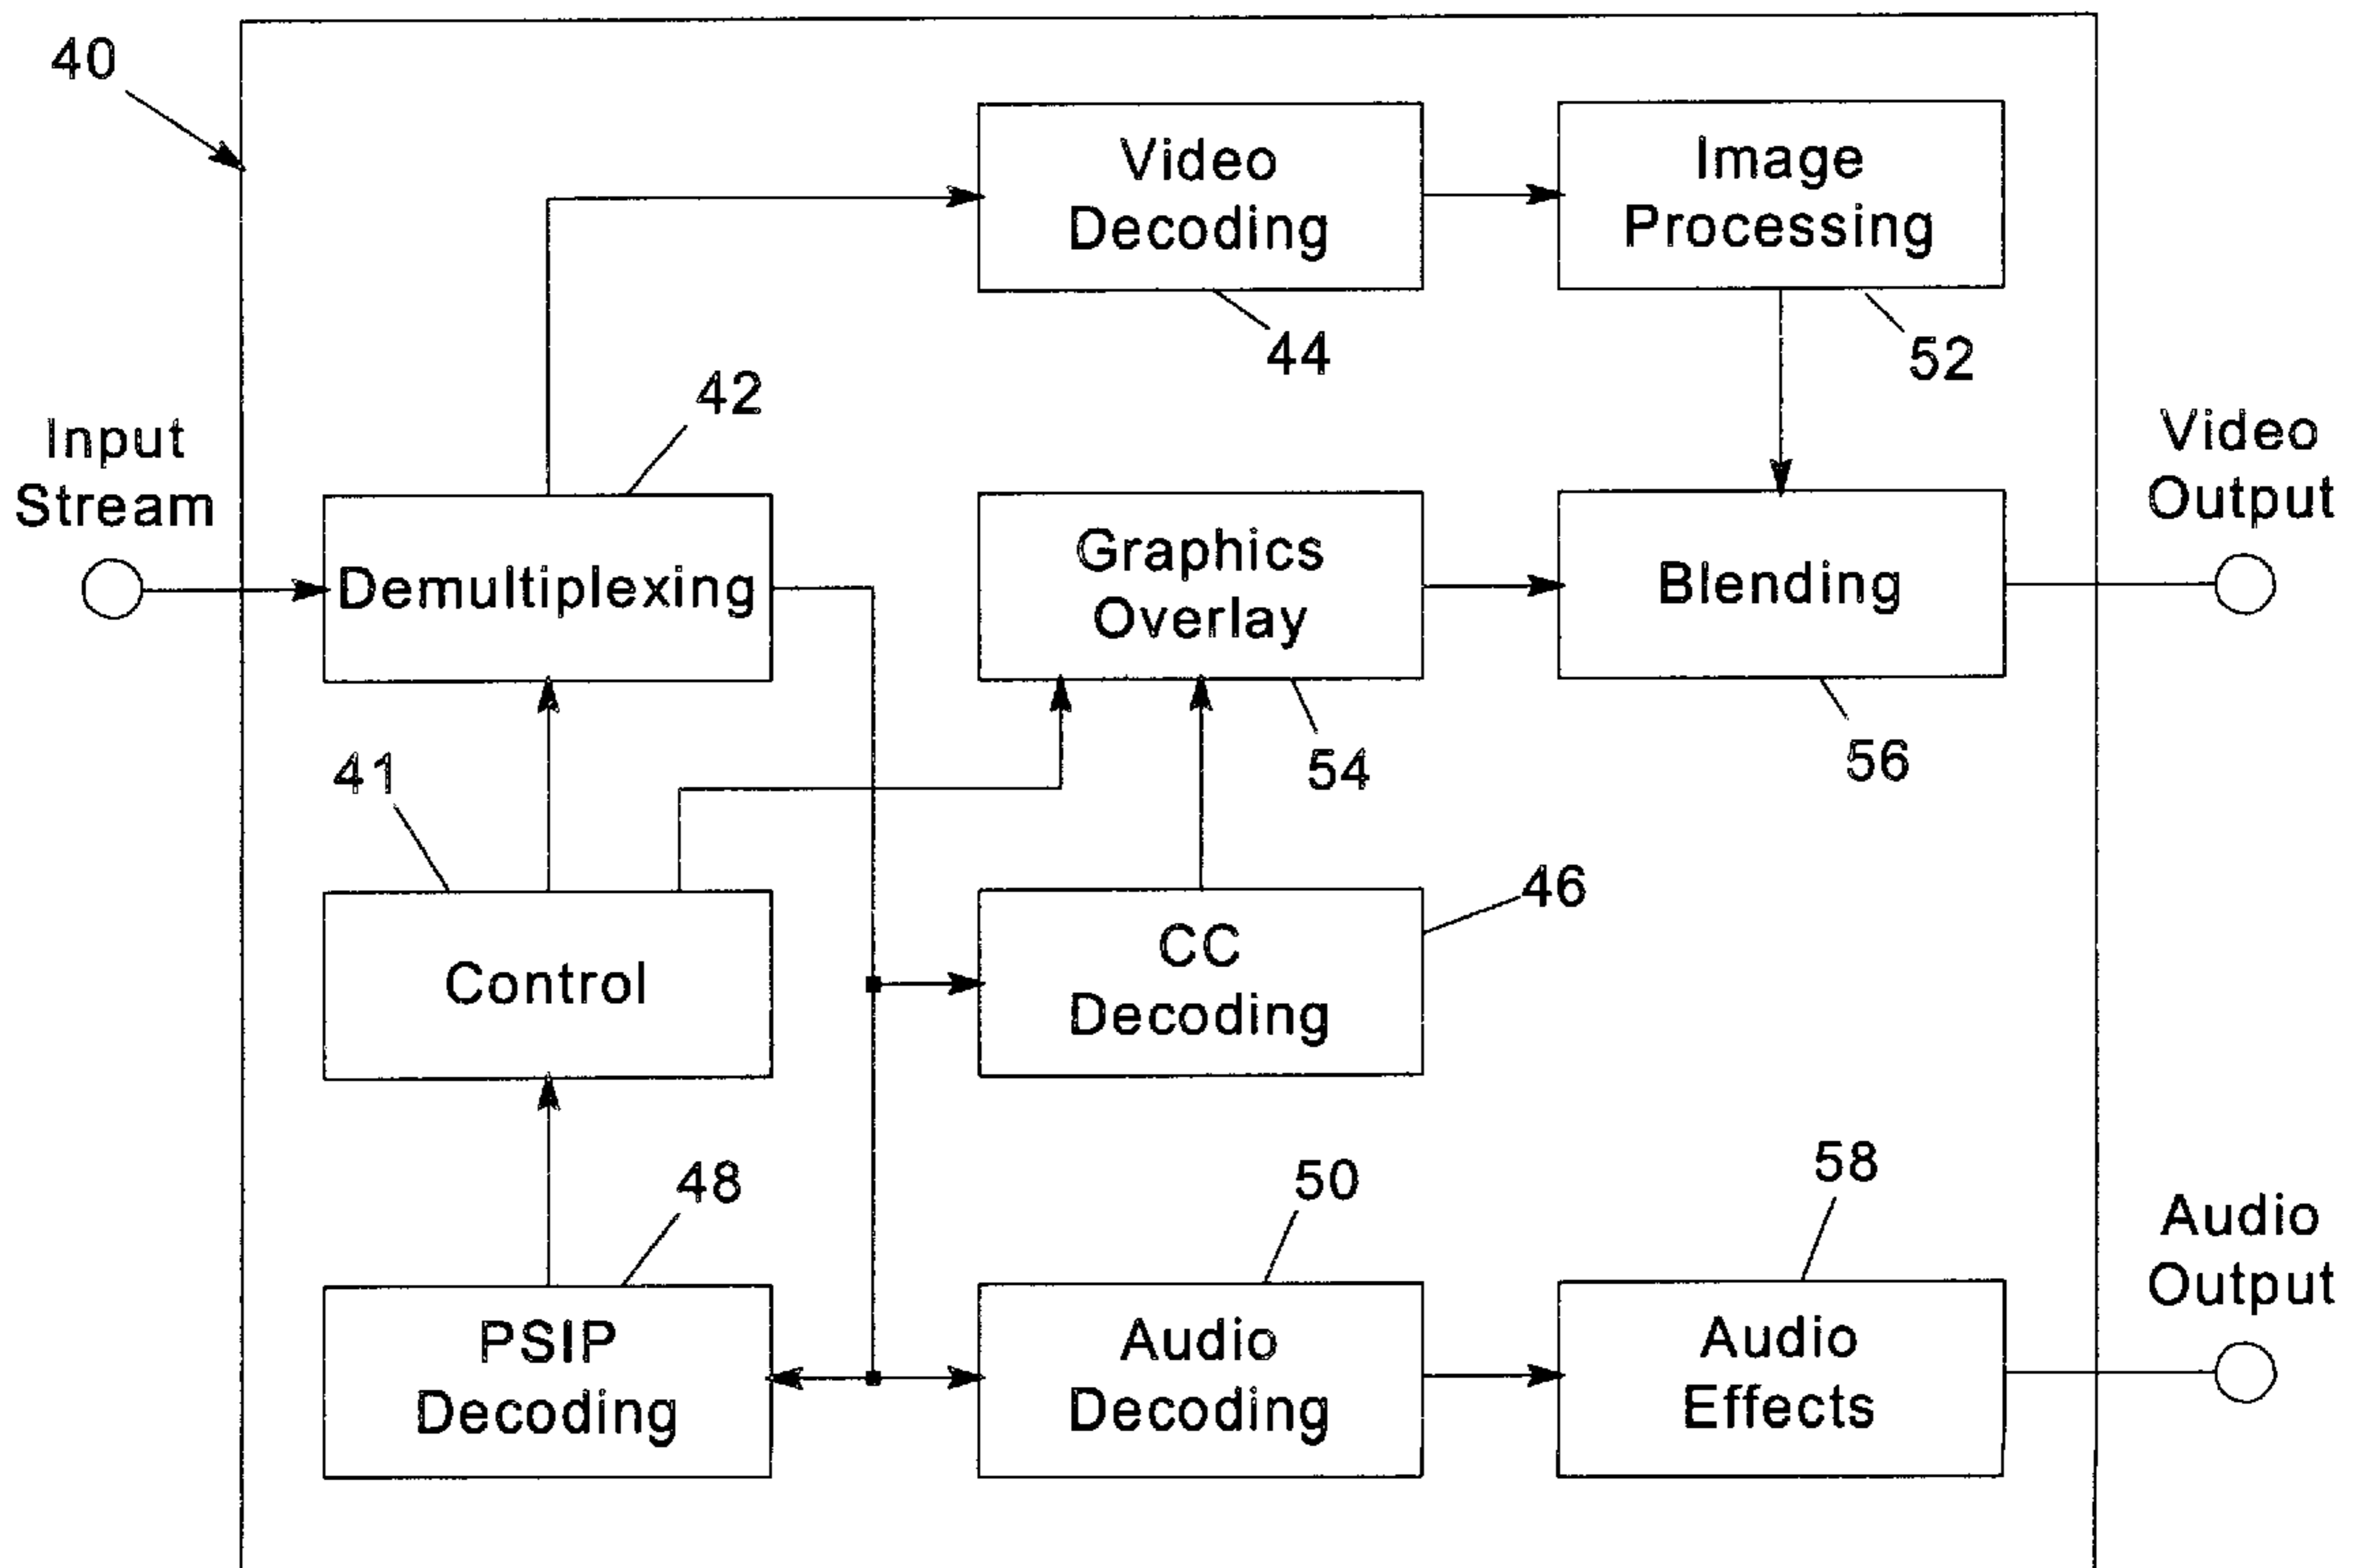 40
Video
Decoding
44
Image
Processing
52
42
Input
Stream
Demultiplexing
Graphics
Overlay
54
Blending
56
Video
Output
41
Control
CC
Decoding
46
48
PSIP
Decoding
50
Audio
Decoding
58
Audio
Effects
Audio
Output